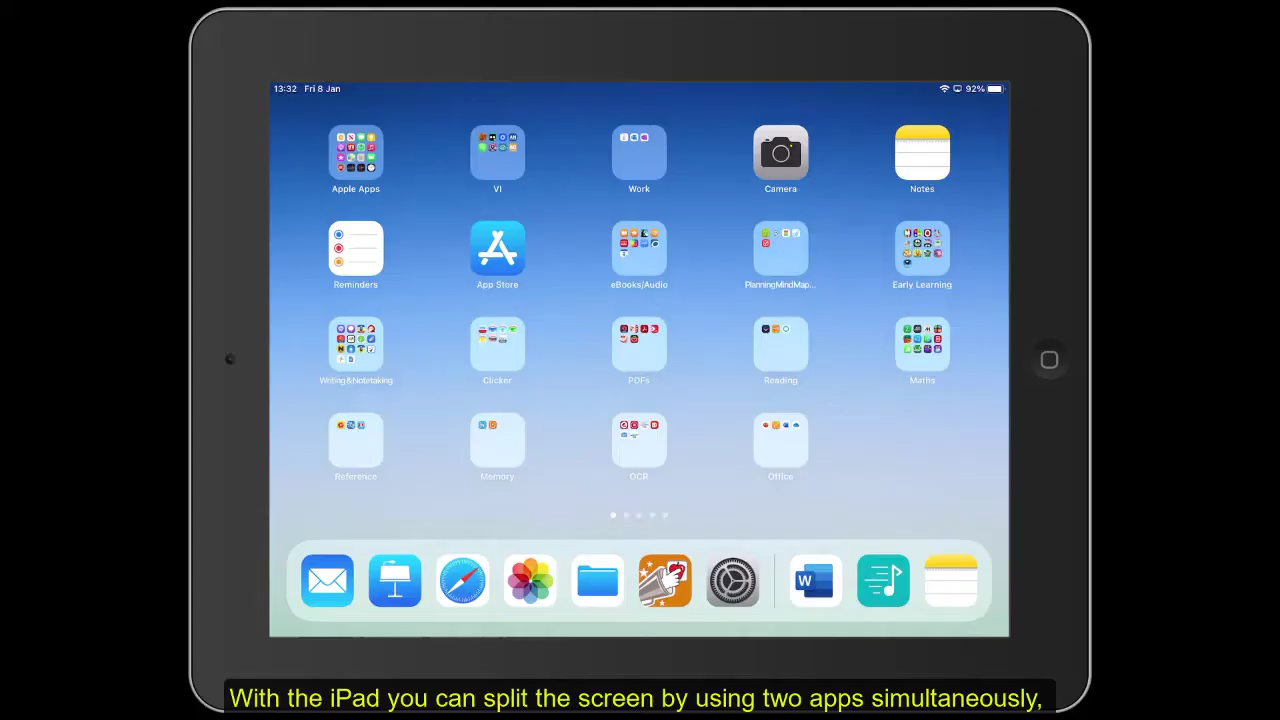 13:32 Fri 8 Jan 92%
Apple Apps VI Work Camera Notes
Reminders App Store eBooks/Audio PlanningMindMap... Early Learning
Writing&Notetaking Clicker PDFs Reading Maths
Reference Memory OCR Office
W
With the iPad you can split the screen by using two apps simultaneously,